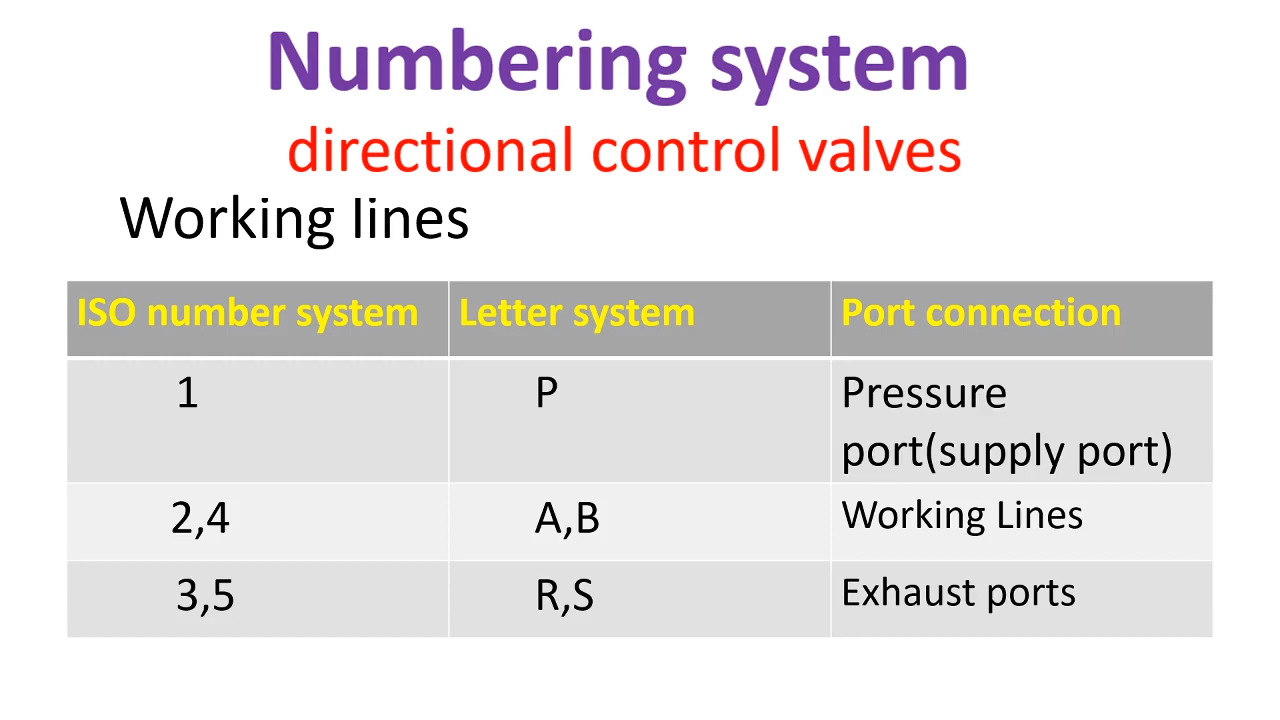 Numbering system
directional control valves
Working lines
ISO number system Letter system Port connection
1 P Pressure
port(supply port)
2,4 A,B Working Lines
3,5 R,S Exhaust ports